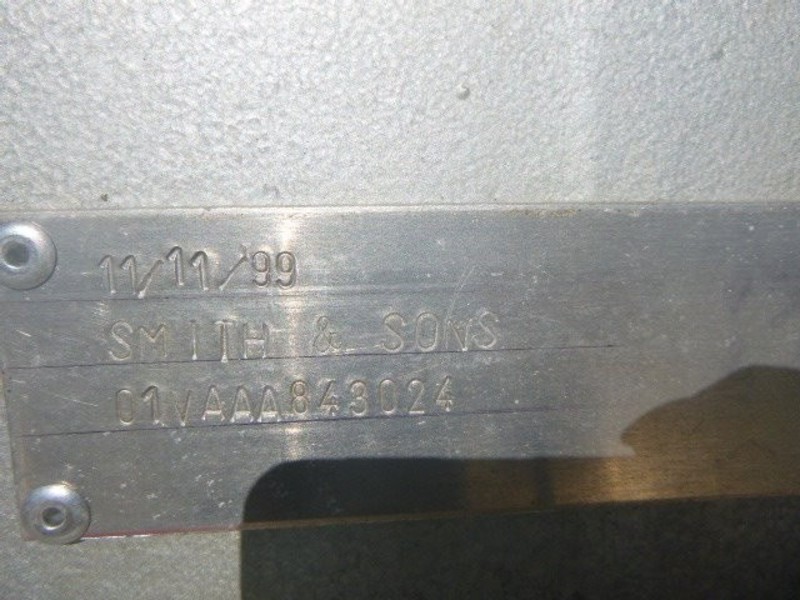 11/11/99
SMITH & SONS
01VAAA843024